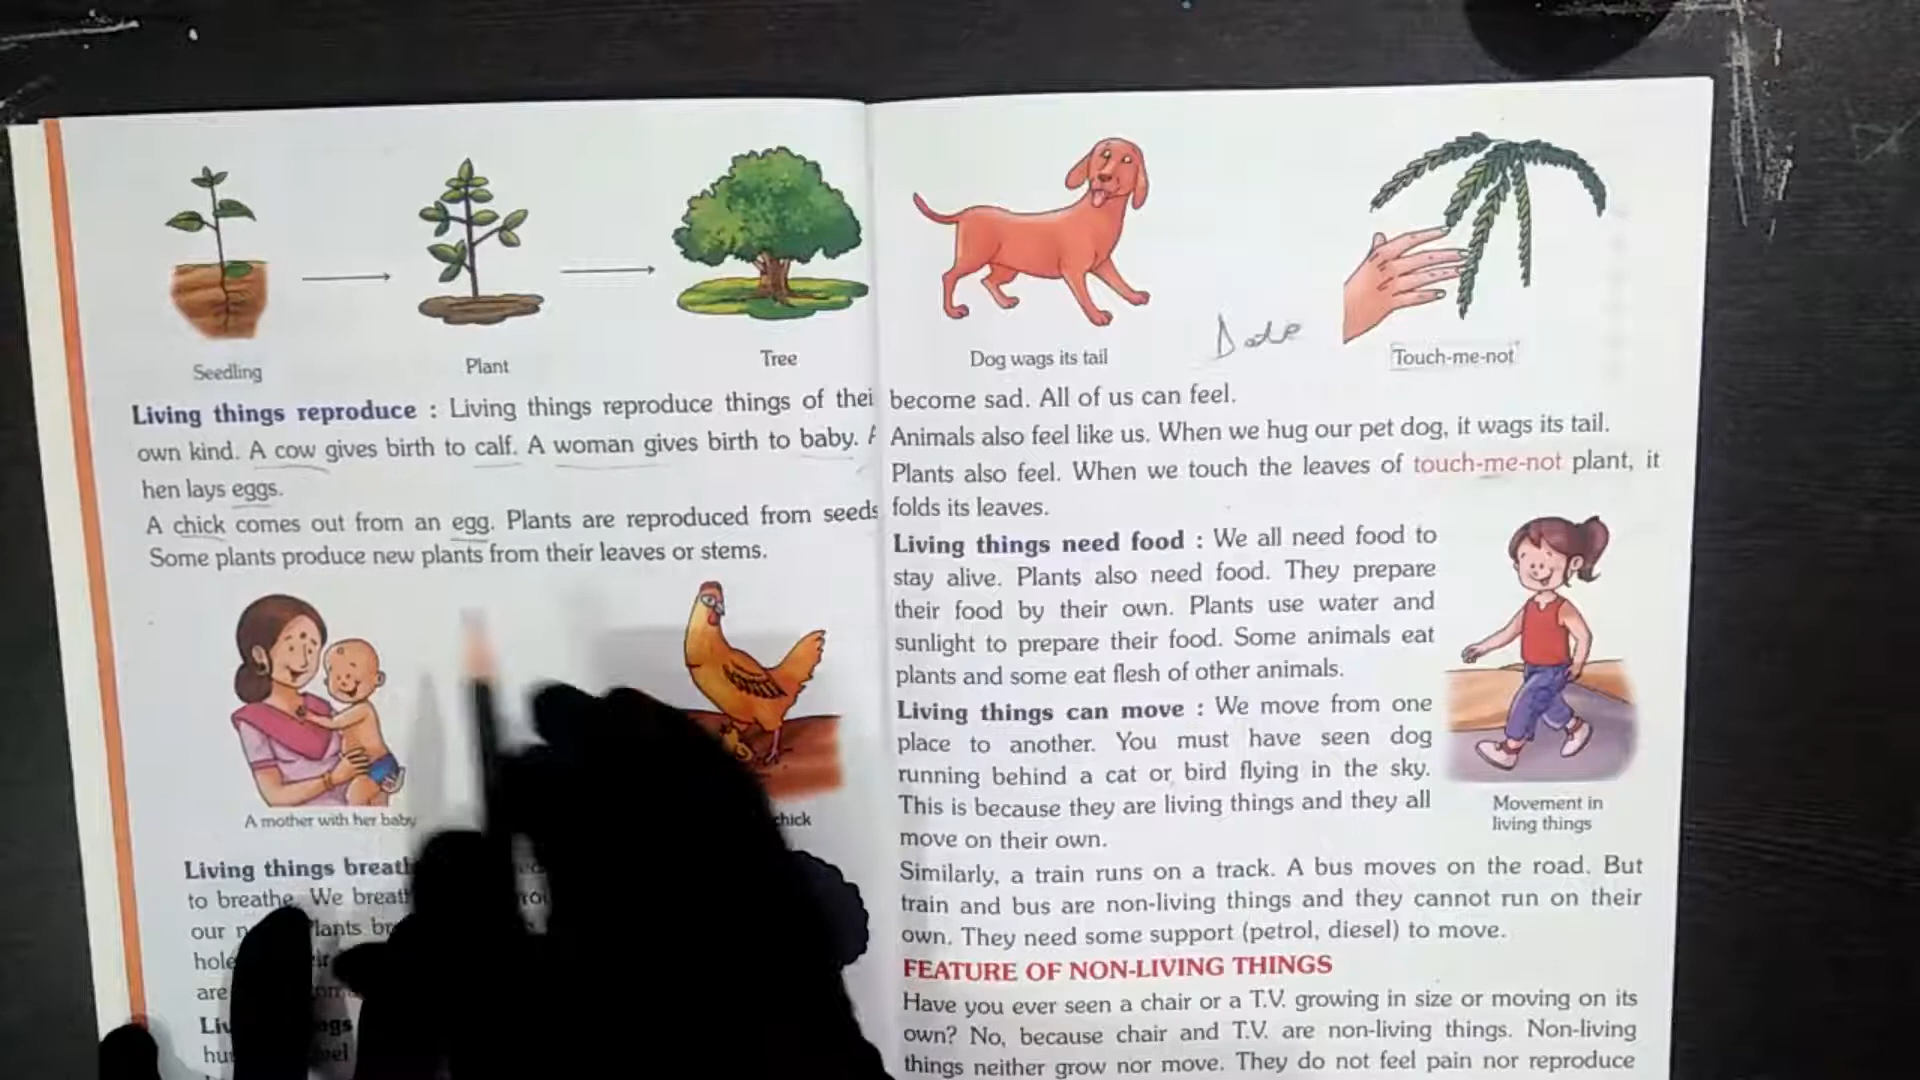 Seedling
Plant
Tree
Living things reproduce : Living things reproduce things of thei
own kind. A cow gives birth to calf. A woman gives birth to baby. A
hen lays eggs.
A chick comes out from an egg. Plants are reproduced from seeds
Some plants produce new plants from their leaves or stems.
A mother with her baby
chick
Living things
to breathe. We
our
are
Dog wags its tail
Date
Touch-me-not
become sad. All of us can feel.
Animals also feel like us. When we hug our pet dog, it wags its tail.
Plants also feel. When we touch the leaves of touch-me-not plant, it
folds its leaves.
Living things need food : We all need food to
stay alive. Plants also need food. They prepare
their food by their own. Plants use water and
sunlight to prepare their food. Some animals eat
plants and some eat flesh of other animals.
Living things can move : We move from one
place to another. You must have seen dog
running behind a cat or bird flying in the sky.
This is because they are living things and they all
move on their own.
Movement in
living things
Similarly, a train runs on a track. A bus moves on the road. But
train and bus are non-living things and they cannot run on their
own. They need some support (petrol, diesel) to move.
FEATURE OF NON-LIVING THINGS
Have you ever seen a chair or a T.V. growing in size or moving on its
own? No, because chair and T.V. are non-living things. Non-living
things neither grow nor move. They do not feel pain nor reproduce